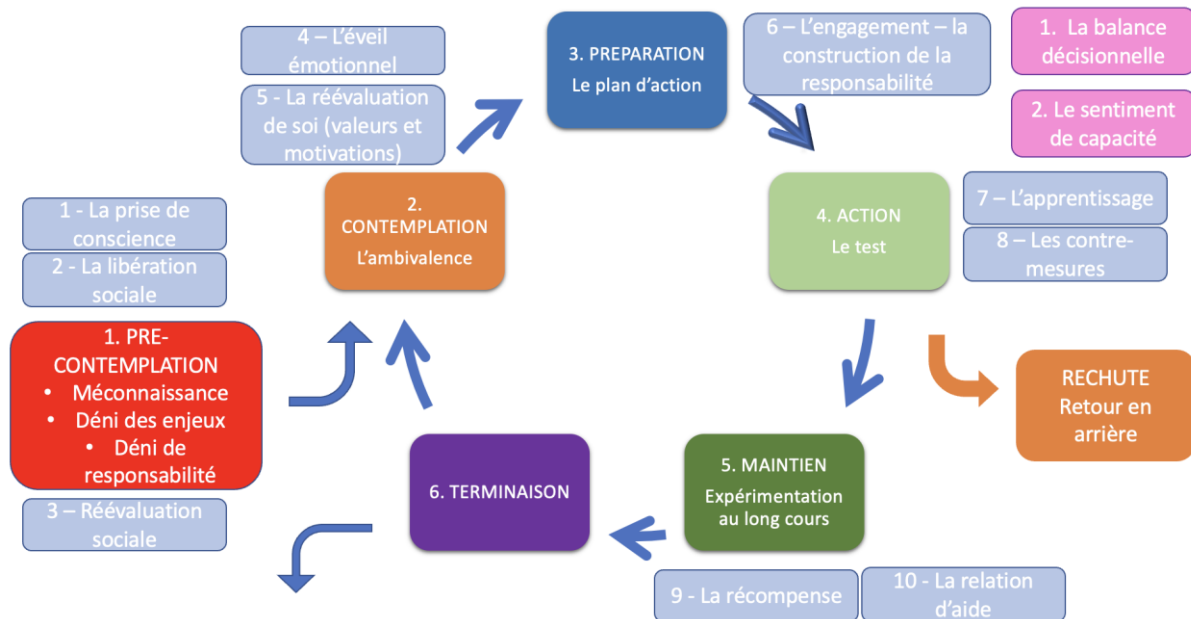 4 – L'éveil
émotionnel
5 - La réévaluation
de soi (valeurs et
motivations)
3. PREPARATION
Le plan d'action
6 – L'engagement – la
construction de la
responsabilité
1. La balance
décisionnelle
2. Le sentiment
de capacité
1 - La prise de
conscience
2 - La libération
sociale
2.
CONTEMPLATION
L'ambivalence
4. ACTION
Le test
7 – L'apprentissage
8 – Les contre-
mesures
1. PRE-
CONTEMPLATION
• Méconnaissance
• Déni des enjeux
• Déni de
responsabilité
3 – Réévaluation
sociale
6. TERMINAISON
5. MAINTIEN
Expérimentation
au long cours
RECHUTE
Retour en
arrière
9 - La récompense
10 - La relation
d'aide